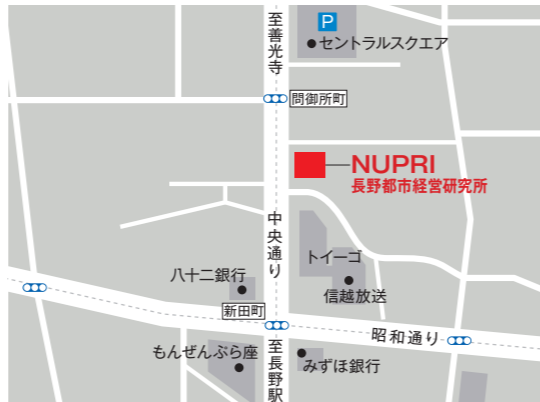 至善光寺
P
セントラルスクエア
問御所町
NUPRI
長野都市経営研究所
中央通り
トイーゴ
八十二銀行
信越放送
新田町
昭和通り
もんぜんぷら座
至長野駅
みずほ銀行